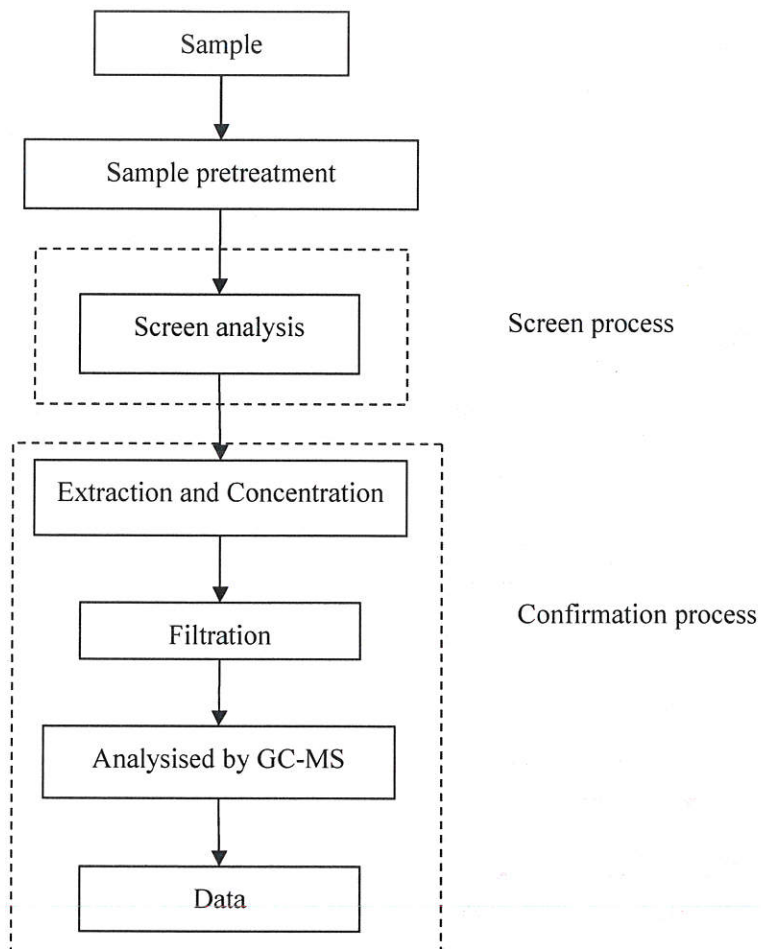 Sample
Sample pretreatment
Screen analysis
Screen process
Extraction and Concentration
Filtration
Confirmation process
Analysised by GC-MS
Data